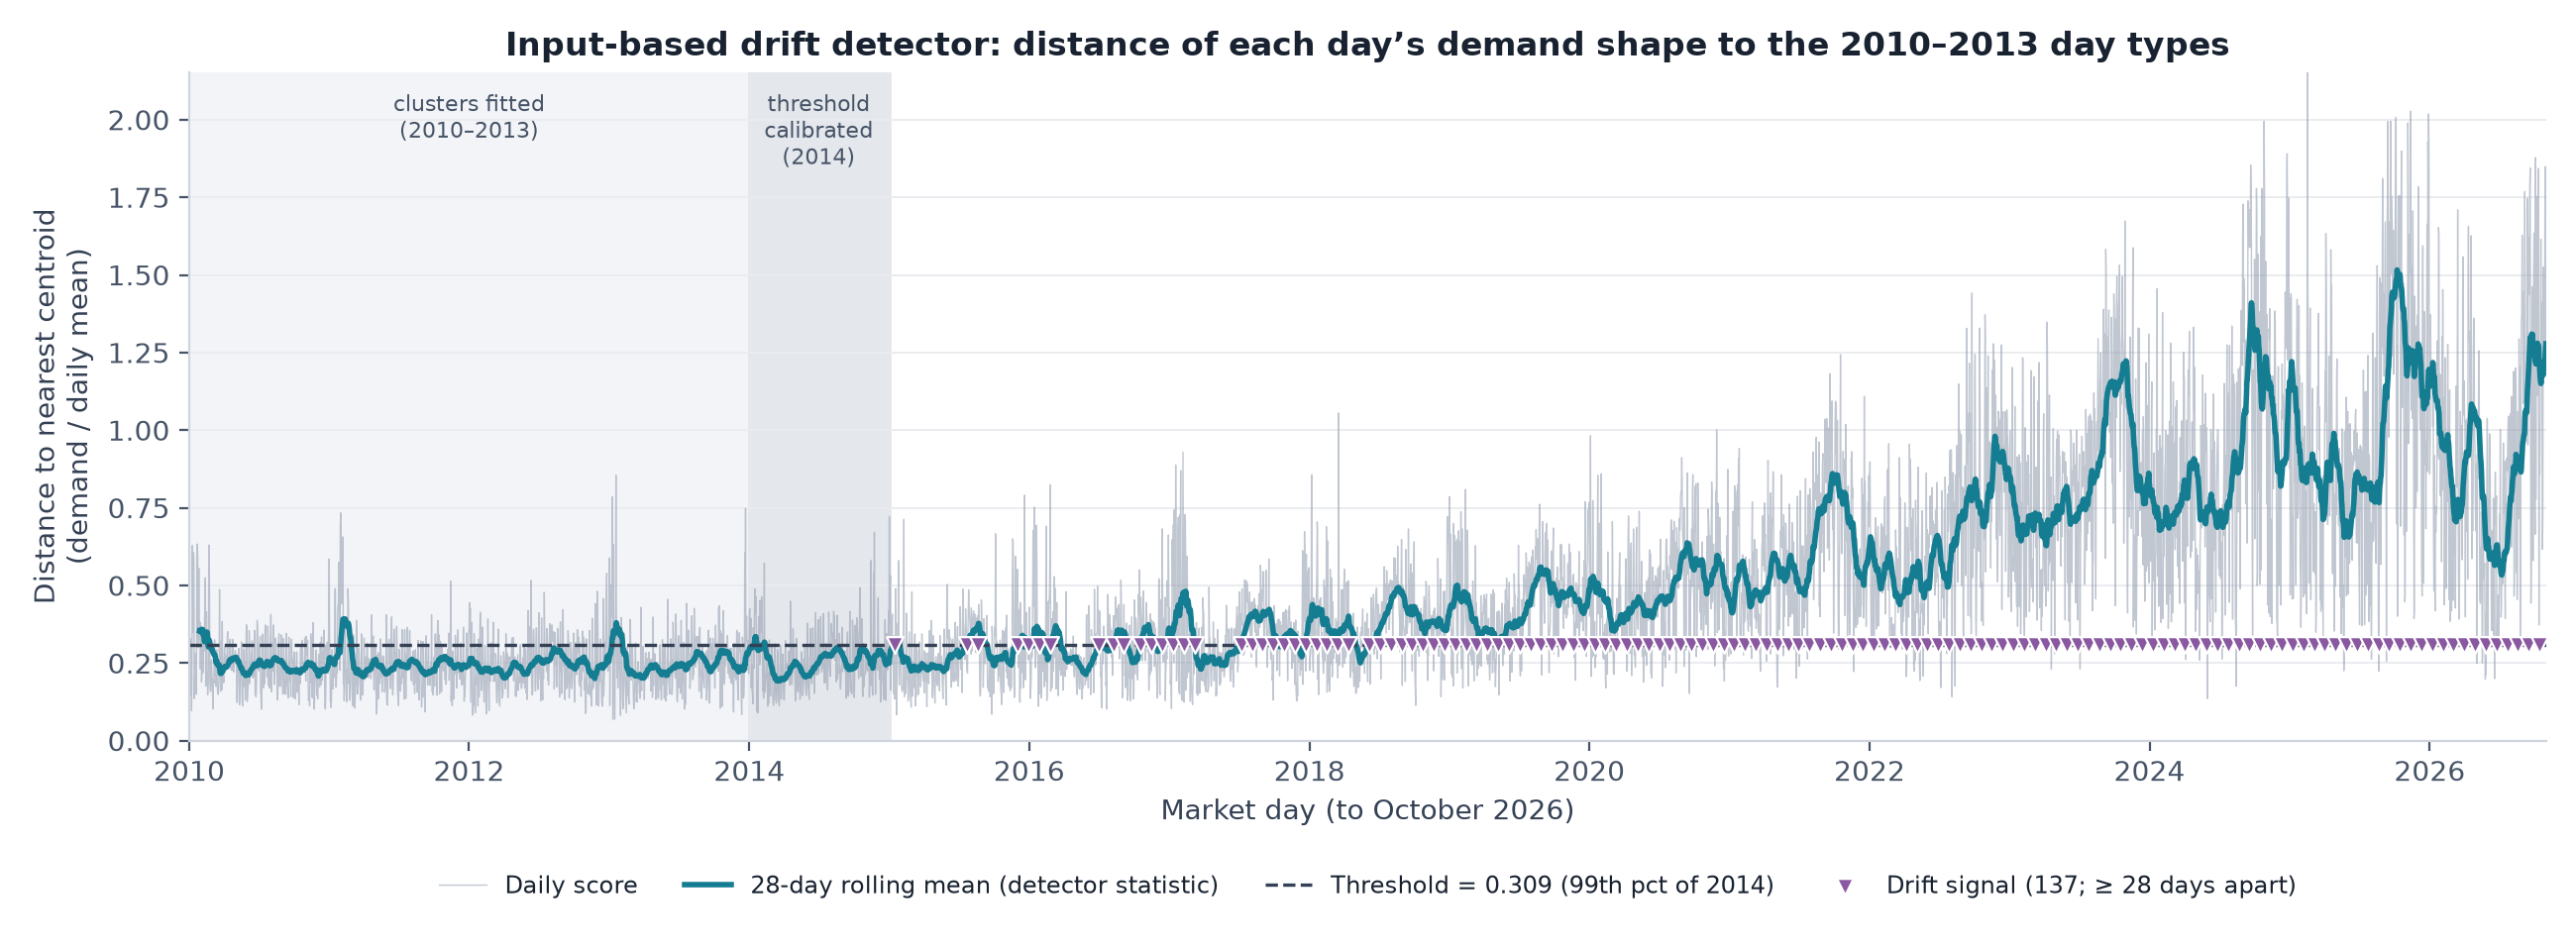 Input-based drift detector: distance of each day’s demand shape to the 2010–2013 day types
clusters fitted
(2010–2013)
threshold
calibrated
(2014)
Distance to nearest centroid
(demand / daily mean)
2.00
1.75
1.50
1.25
1.00
0.75
0.50
0.25
0.00
2010 2012 2014 2016 2018 2020 2022 2024 2026
Market day (to October 2026)
Daily score
28-day rolling mean (detector statistic)
Threshold = 0.309 (99th pct of 2014)
Drift signal (137; ≥ 28 days apart)